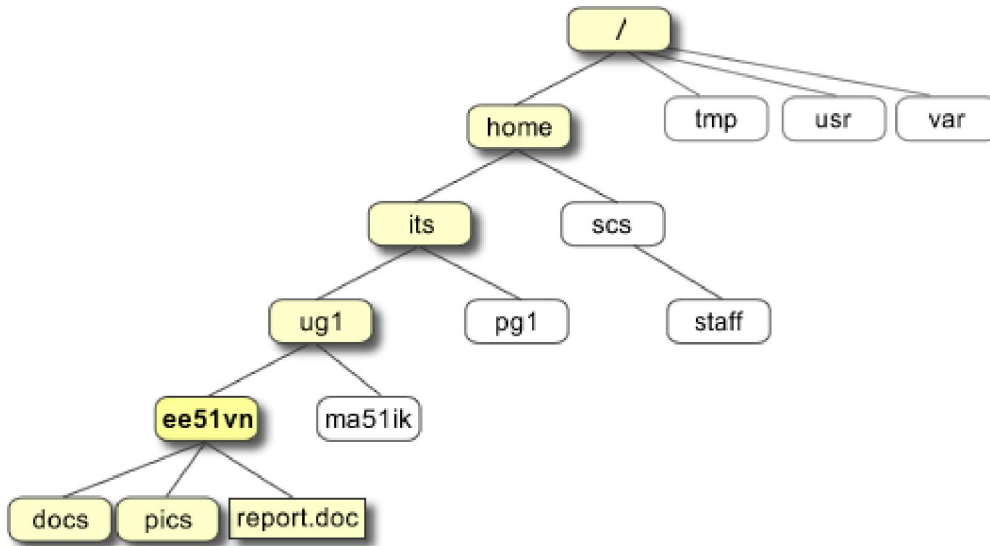 /
home
tmp
usr
var
its
scs
ug1
pg1
staff
ee51vn
ma51ik
docs
pics
report.doc